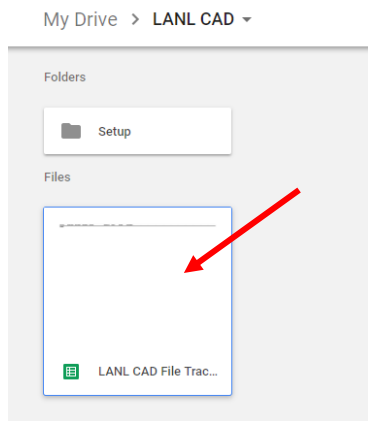 My Drive > LANL CAD
Folders
Setup
Files
LANL CAD File Trac...